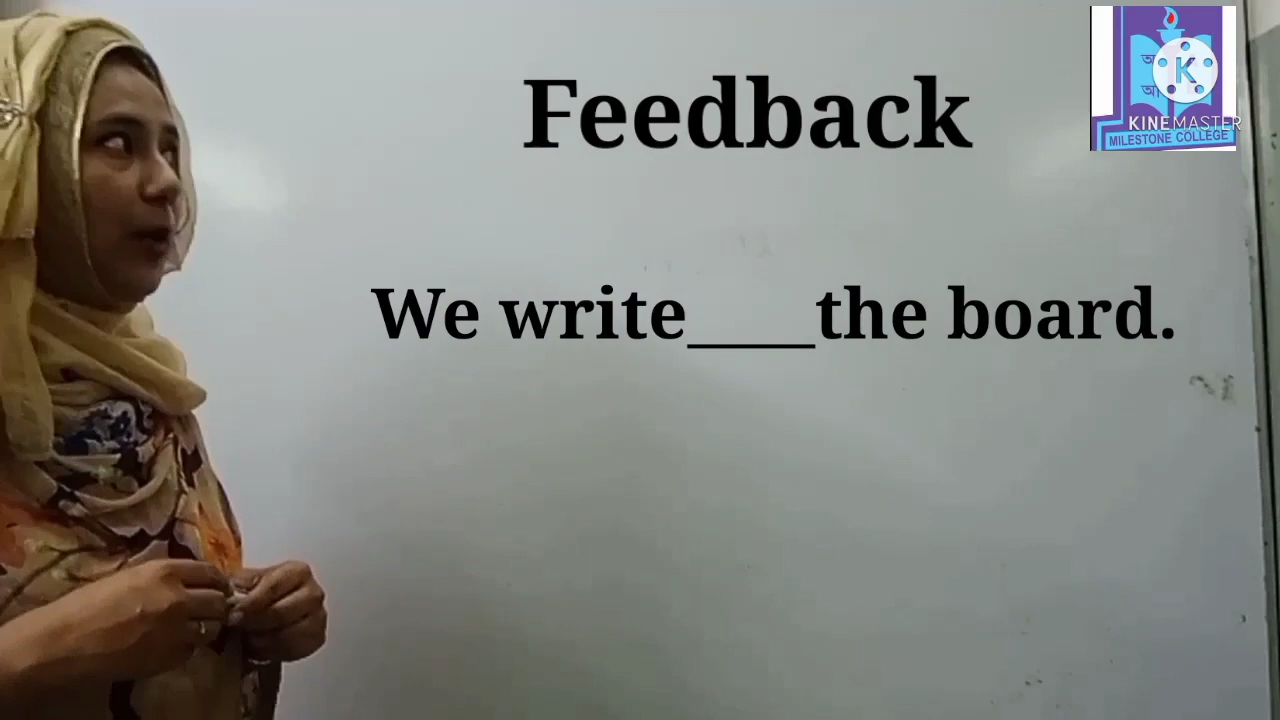 Feedback
We write____the board.
অ
আ
K
KINEMASTER
MILESTONE COLLEGE